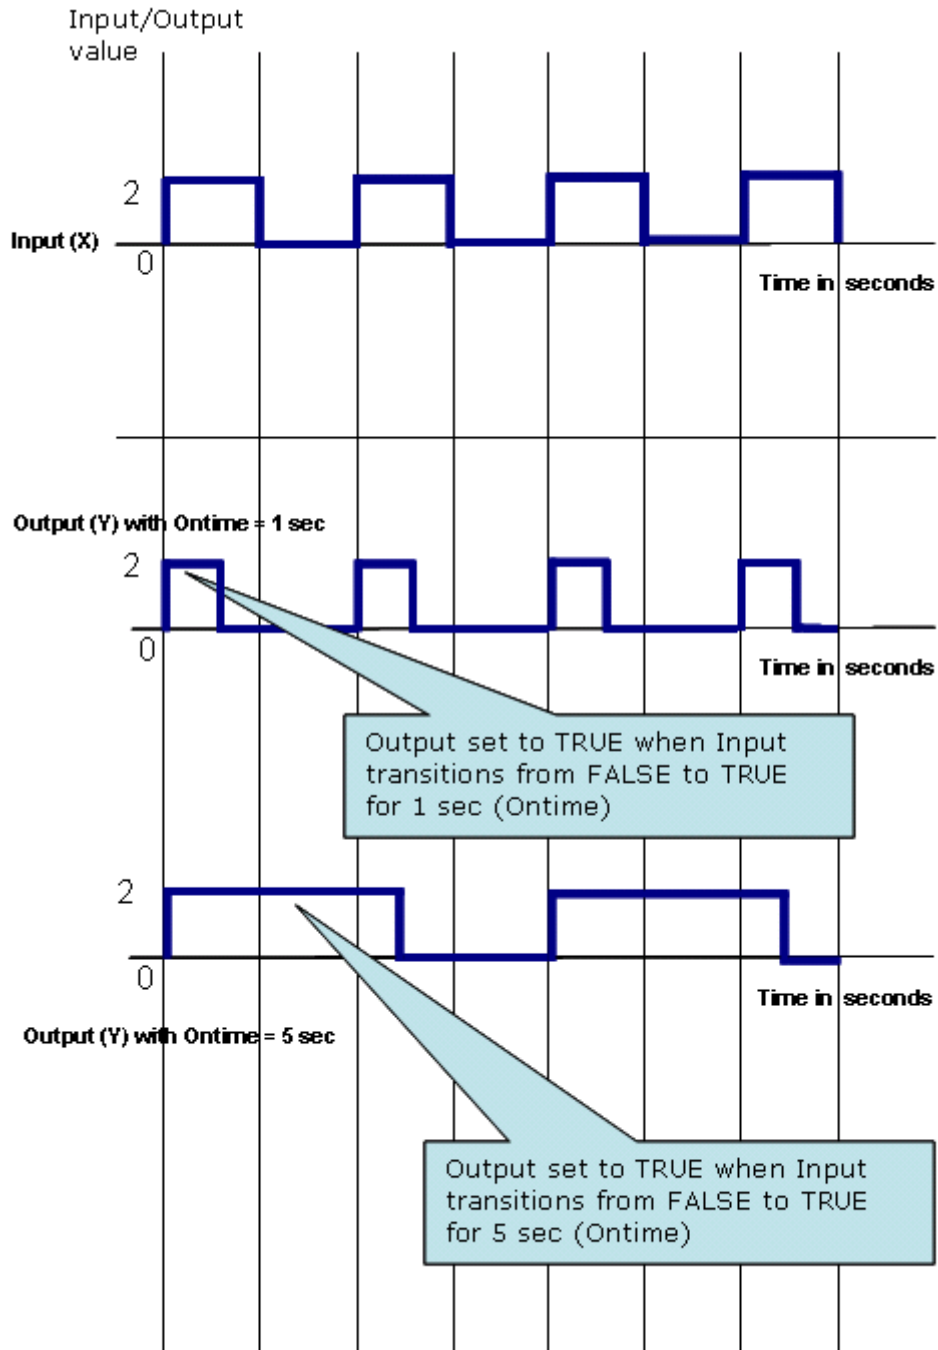 Input/Output
value
2
Input (X)
0
Time in seconds
Output (Y) with Ontime = 1 sec
2
0
Time in seconds
Output set to TRUE when Input
transitions from FALSE to TRUE
for 1 sec (Ontime)
2
0
Time in seconds
Output (Y) with Ontime = 5 sec
Output set to TRUE when Input
transitions from FALSE to TRUE
for 5 sec (Ontime)